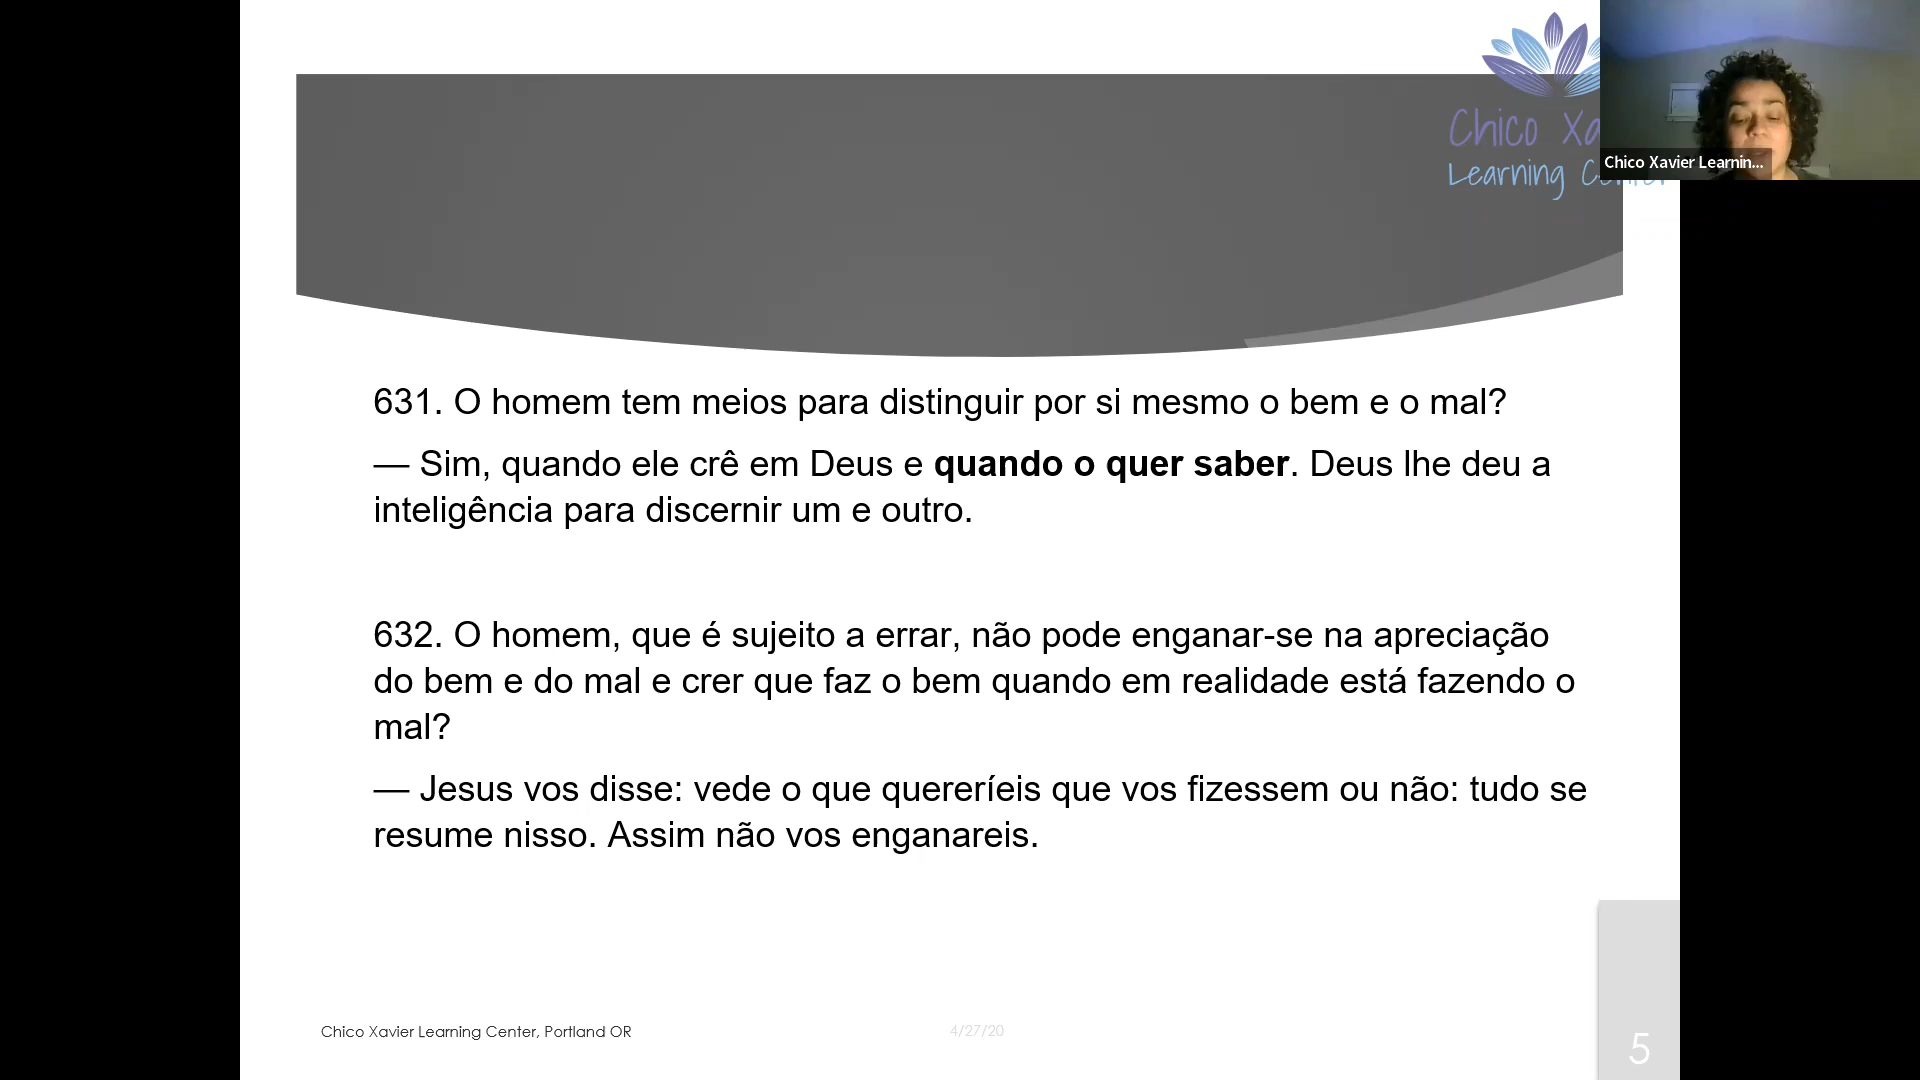 Chico Xa
Learning Center
Chico Xavier Learnin...
631. O homem tem meios para distinguir por si mesmo o bem e o mal?
— Sim, quando ele crê em Deus e quando o quer saber. Deus lhe deu a
inteligência para discernir um e outro.
632. O homem, que é sujeito a errar, não pode enganar-se na apreciação
do bem e do mal e crer que faz o bem quando em realidade está fazendo o
mal?
— Jesus vos disse: vede o que quereríeis que vos fizessem ou não: tudo se
resume nisso. Assim não vos enganareis.
Chico Xavier Learning Center, Portland OR
4/27/20
5